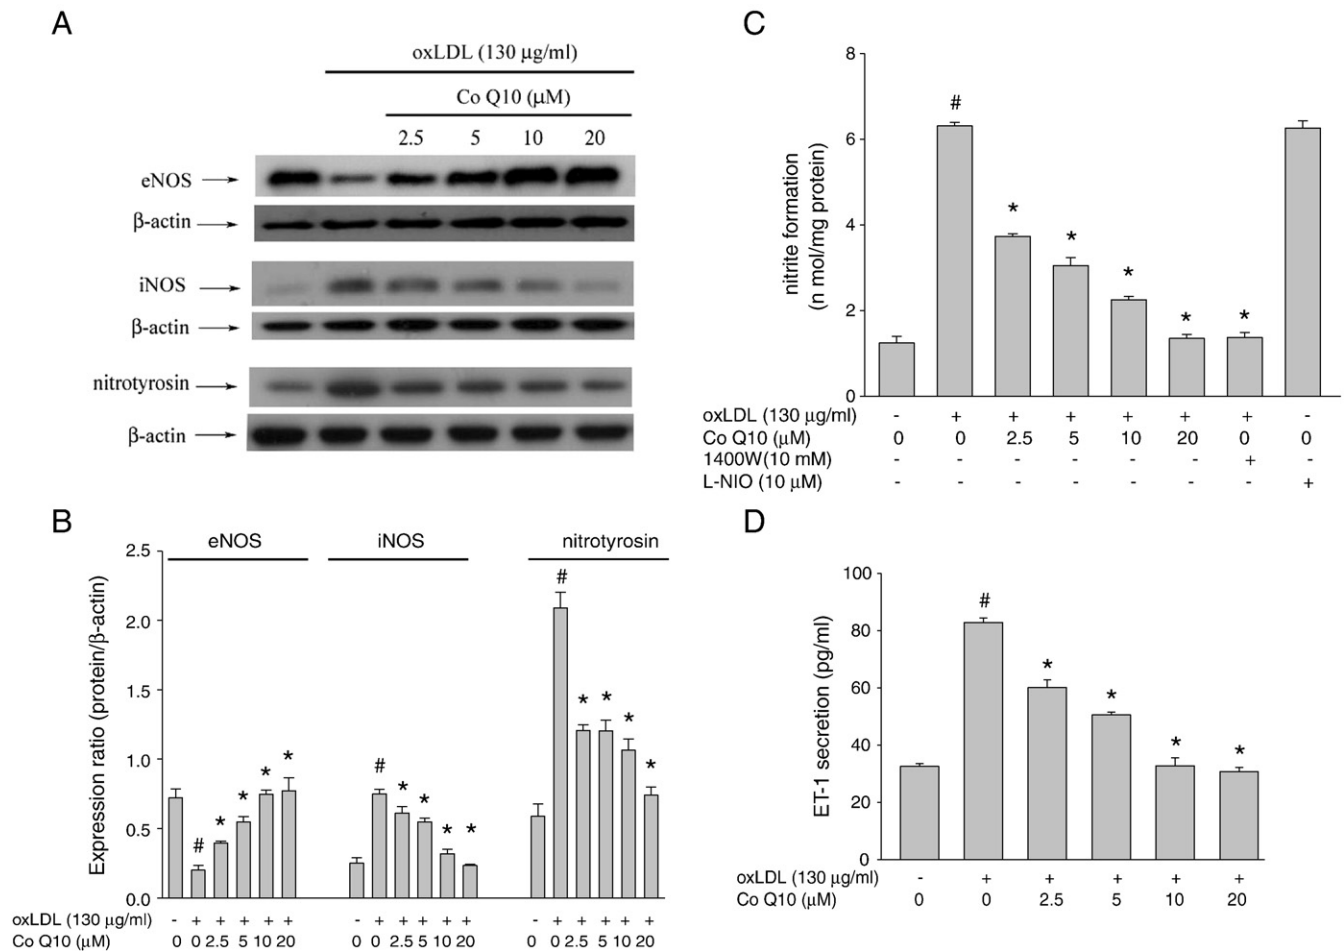 A
oxLDL (130 µg/ml)
Co Q10 (µM)
2.5 5 10 20
eNOS
β-actin
iNOS
β-actin
nitrotyrosin
β-actin
B
eNOS iNOS nitrotyrosin
Expression ratio (protein/β-actin)
2.5
2.0
1.5
1.0
0.5
0.0
# * * * *
# * * * *
# * * * *
oxLDL (130 µg/ml) - + + + + + - + + + + + - + + + + +
Co Q10 (µM) 0 0 2.5 5 10 20 0 0 2.5 5 10 20 0 0 2.5 5 10 20
C
nitrite formation
(n mol/mg protein)
8
6
4
2
0
# * * * * *
oxLDL (130 µg/ml) - + + + + + + -
Co Q10 (µM) 0 0 2.5 5 10 20 0 0
1400W(10 mM) - - - - - - + -
L-NIO (10 µM) - - - - - - - +
D
ET-1 secretion (pg/ml)
100
80
60
40
20
0
# * * * *
oxLDL (130 µg/ml) - + + + + +
Co Q10 (µM) 0 0 2.5 5 10 20